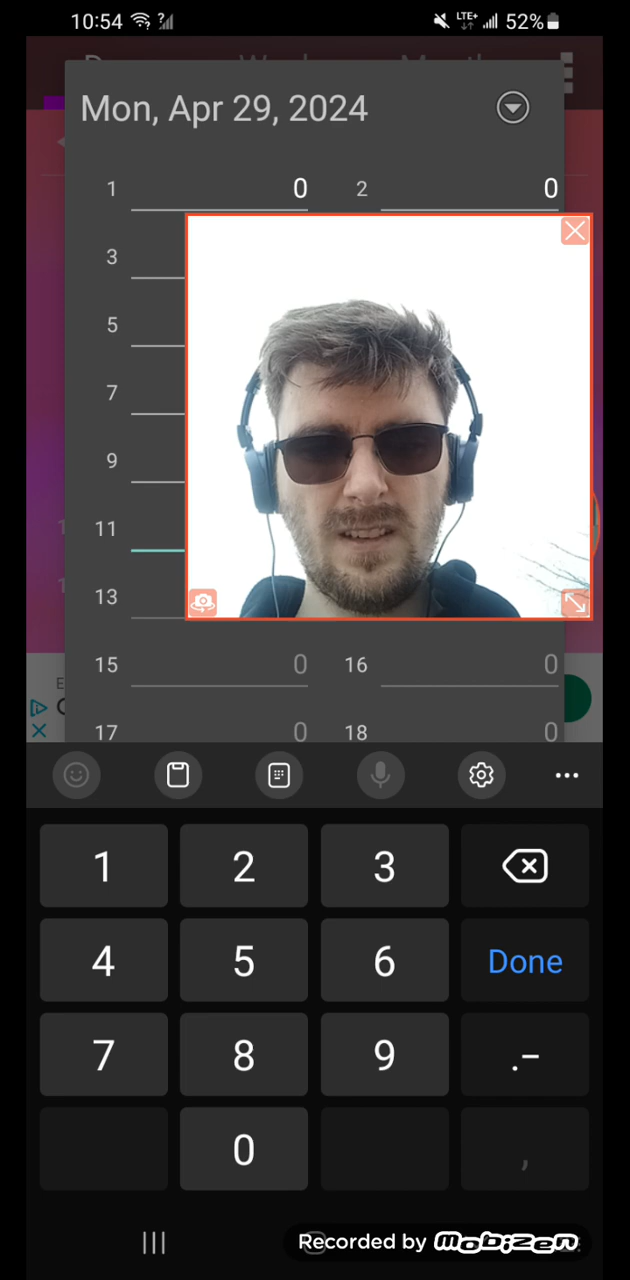 10:54 LTE+ 52%
Mon, Apr 29, 2024
1 0 2 0
3
5
7
9
11
13
15 0 16 0
17 0 18 0
1 2 3
4 5 6 Done
7 8 9 .-
0 ,
Recorded by mobizen